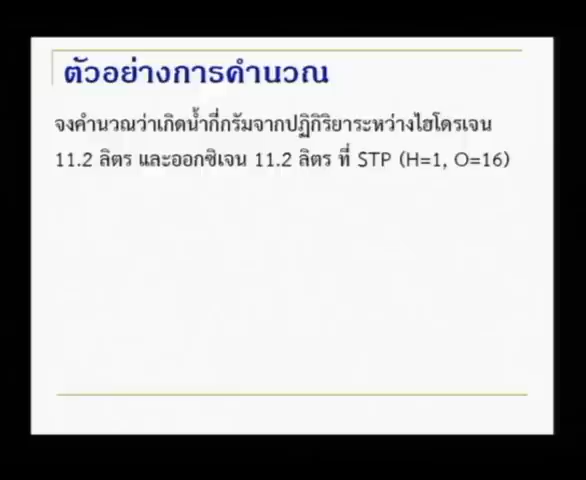 ตัวอย่างการคำนวณ
จงคำนวณว่าเกิดน้ำกี่กรัมจากปฏิกิริยาระหว่างไฮโดรเจน
11.2 ลิตร และออกซิเจน 11.2 ลิตร ที่ STP (H=1, O=16)